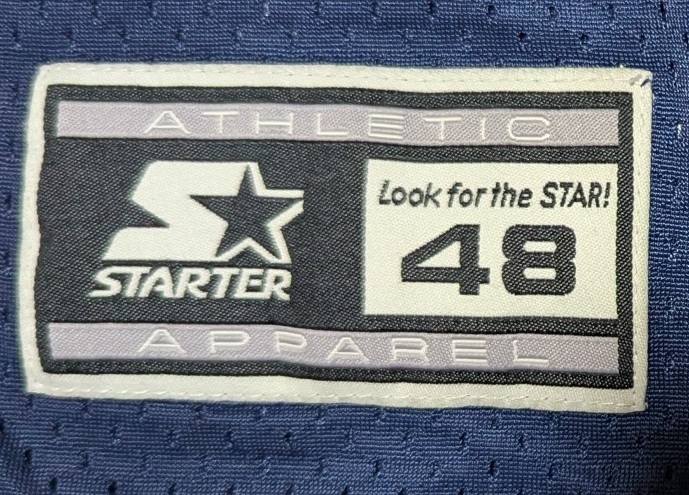 ATHLETIC
STARTER
Look for the STAR!
48
APPAREL